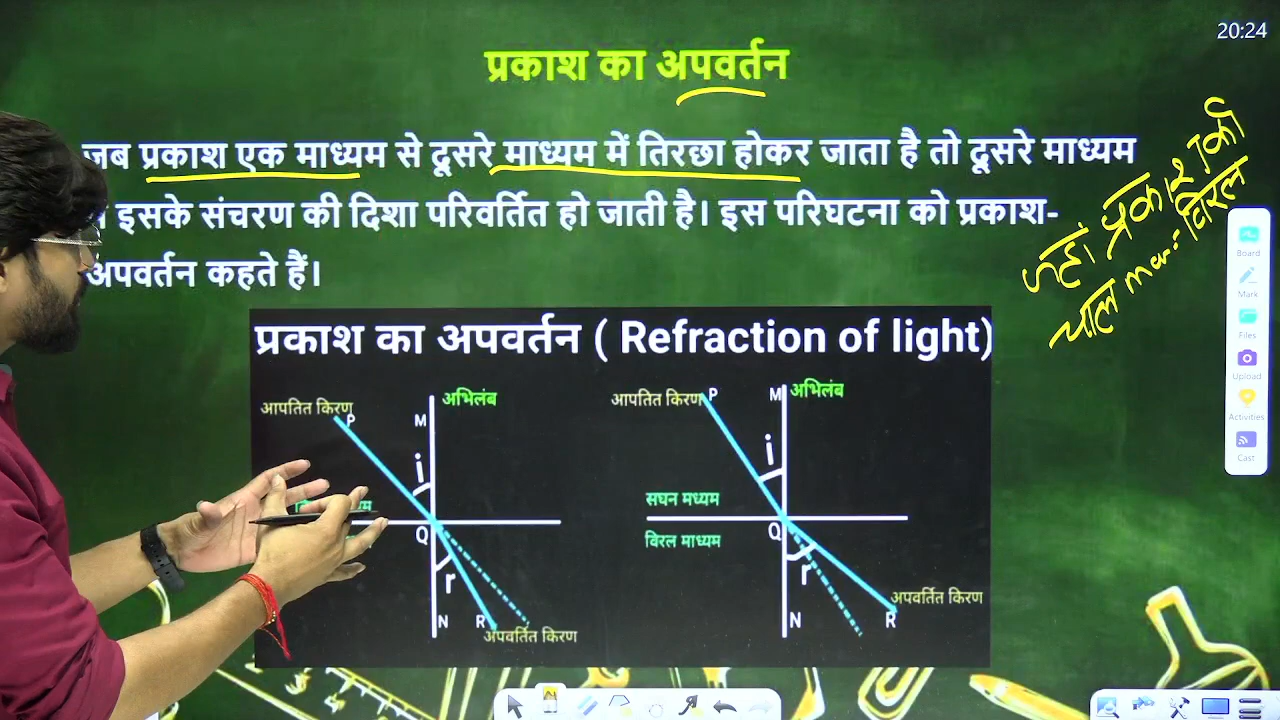 20:24
प्रकाश का अपवर्तन
जब प्रकाश एक माध्यम से दूसरे माध्यम में तिरछा होकर जाता है तो दूसरे माध्यम
इसके संचरण की दिशा परिवर्तित हो जाती है। इस परिघटना को प्रकाश-
अपवर्तन कहते हैं।
जहां प्रकाश की
चाल max: विरल
प्रकाश का अपवर्तन ( Refraction of light)
आपतित किरण
P
M
अभिलंब
i
Q
r
N
R
अपवर्तित किरण
आपतित किरण
P
M
अभिलंब
i
सघन मध्यम
विरल माध्यम
Q
r
N
R
अपवर्तित किरण
Board
Mark
Files
Upload
Activities
Cast